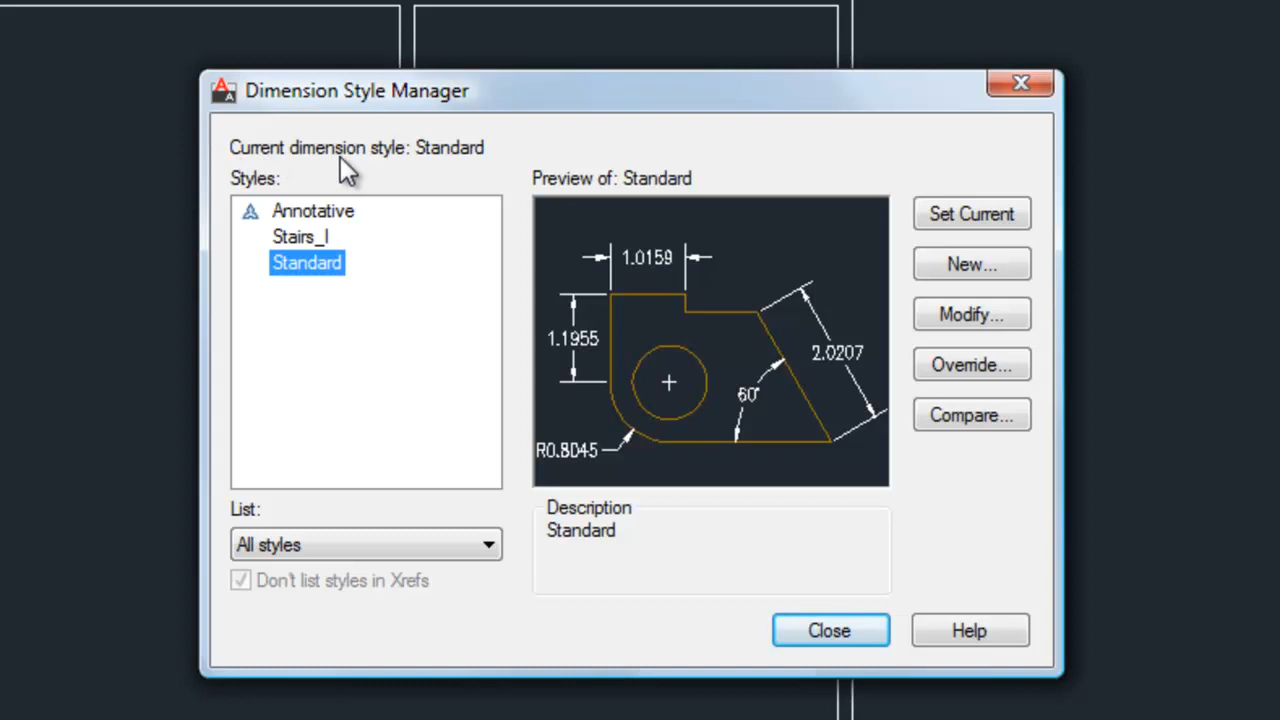 Dimension Style Manager
Current dimension style: Standard
Styles:
Annotative
Stairs_I
Standard
List:
All styles
Don't list styles in Xrefs
Preview of: Standard
1.0159
1.1955
2.0207
60°
R0.8045
Description
Standard
Set Current
New...
Modify...
Override...
Compare...
Close
Help